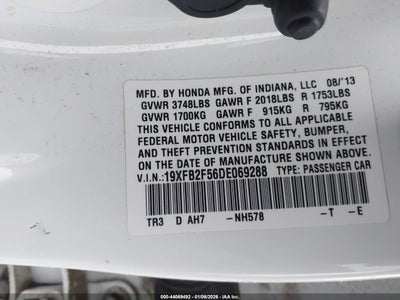 MFD. BY HONDA MFG. OF INDIANA, LLC 08/'13
GVWR 3748LBS GAWR F 2018LBS R 1753LBS
GVWR 1700KG GAWR F 915KG R 795KG
THIS VEHICLE CONFORMS TO ALL APPLICABLE
FEDERAL MOTOR VEHICLE SAFETY, BUMPER,
AND THEFT PREVENTION STANDARDS IN EFFECT
ON THE DATE OF MANUFACTURE SHOWN ABOVE.
V.I.N.:19XFB2F56DE069288 TYPE: PASSENGER CAR
TR3 D AH7 -NH578 -T -E
000-44069492 - 01/06/2026 - IAA Inc.